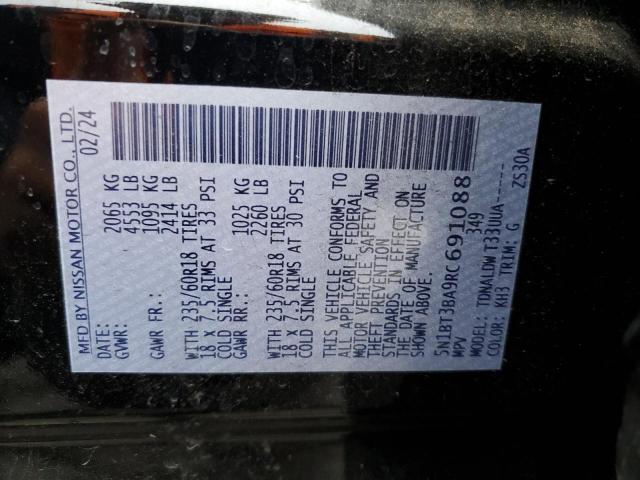 MFD BY NISSAN MOTOR CO., LTD.
DATE: 02/24
GVWR: 2065 KG
4553 LB
GAWR FR.: 1095 KG
2414 LB
WITH 235/60R18 TIRES
18 X 7.5 RIMS AT 33 PSI
COLD SINGLE
GAWR RR.: 1025 KG
2260 LB
WITH 235/60R18 TIRES
18 X 7.5 RIMS AT 30 PSI
COLD SINGLE
THIS VEHICLE CONFORMS TO
ALL APPLICABLE FEDERAL
MOTOR VEHICLE SAFETY AND
THEFT PREVENTION
STANDARDS IN EFFECT ON
THE DATE OF MANUFACTURE
SHOWN ABOVE.
5N1BT3BA9RC691088
MPV 349
MODEL: TDNALDW T33UUA-----
COLOR: KH3 TRIM: G ZS30A